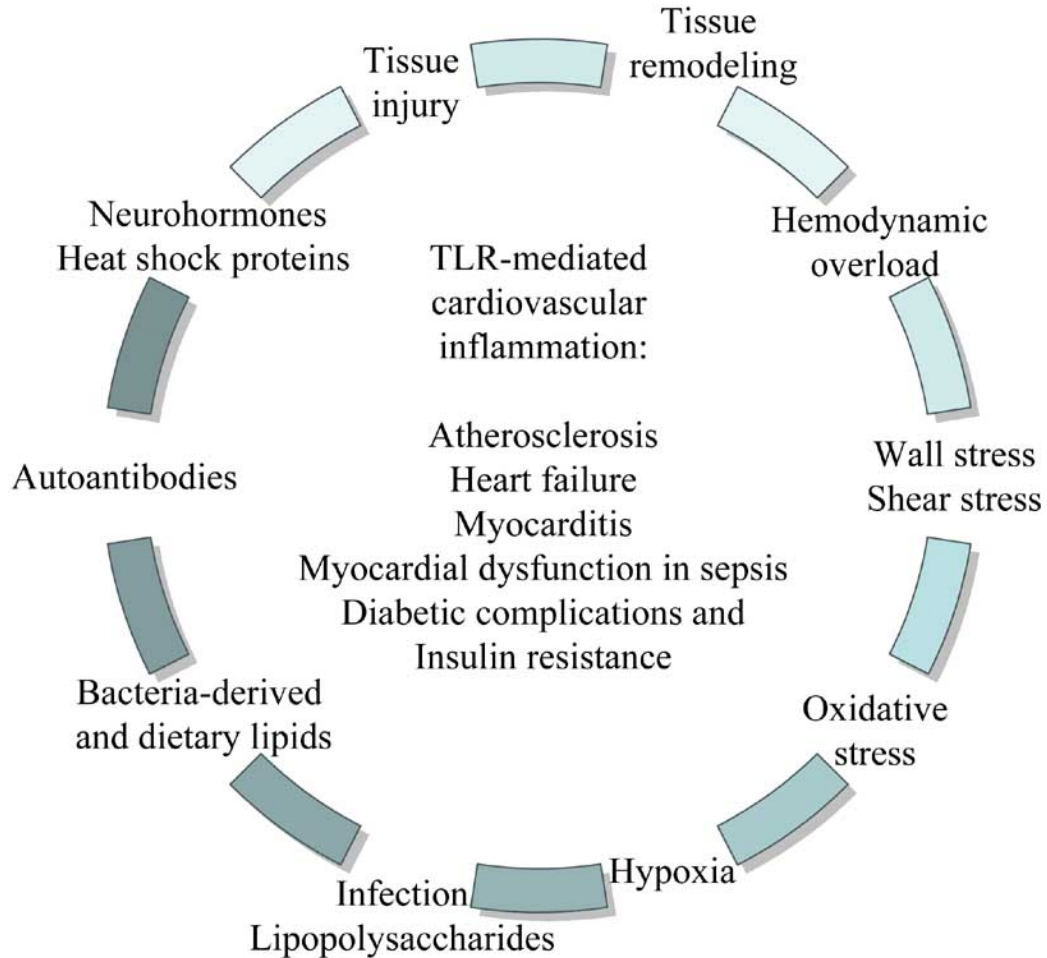 Tissue
injury
Tissue
remodeling
Neurohormones
Heat shock proteins
Hemodynamic
overload
TLR-mediated
cardiovascular
inflammation:
Atherosclerosis
Heart failure
Myocarditis
Myocardial dysfunction in sepsis
Diabetic complications and
Insulin resistance
Autoantibodies
Wall stress
Shear stress
Bacteria-derived
and dietary lipids
Oxidative
stress
Infection
Lipopolysaccharides
Hypoxia